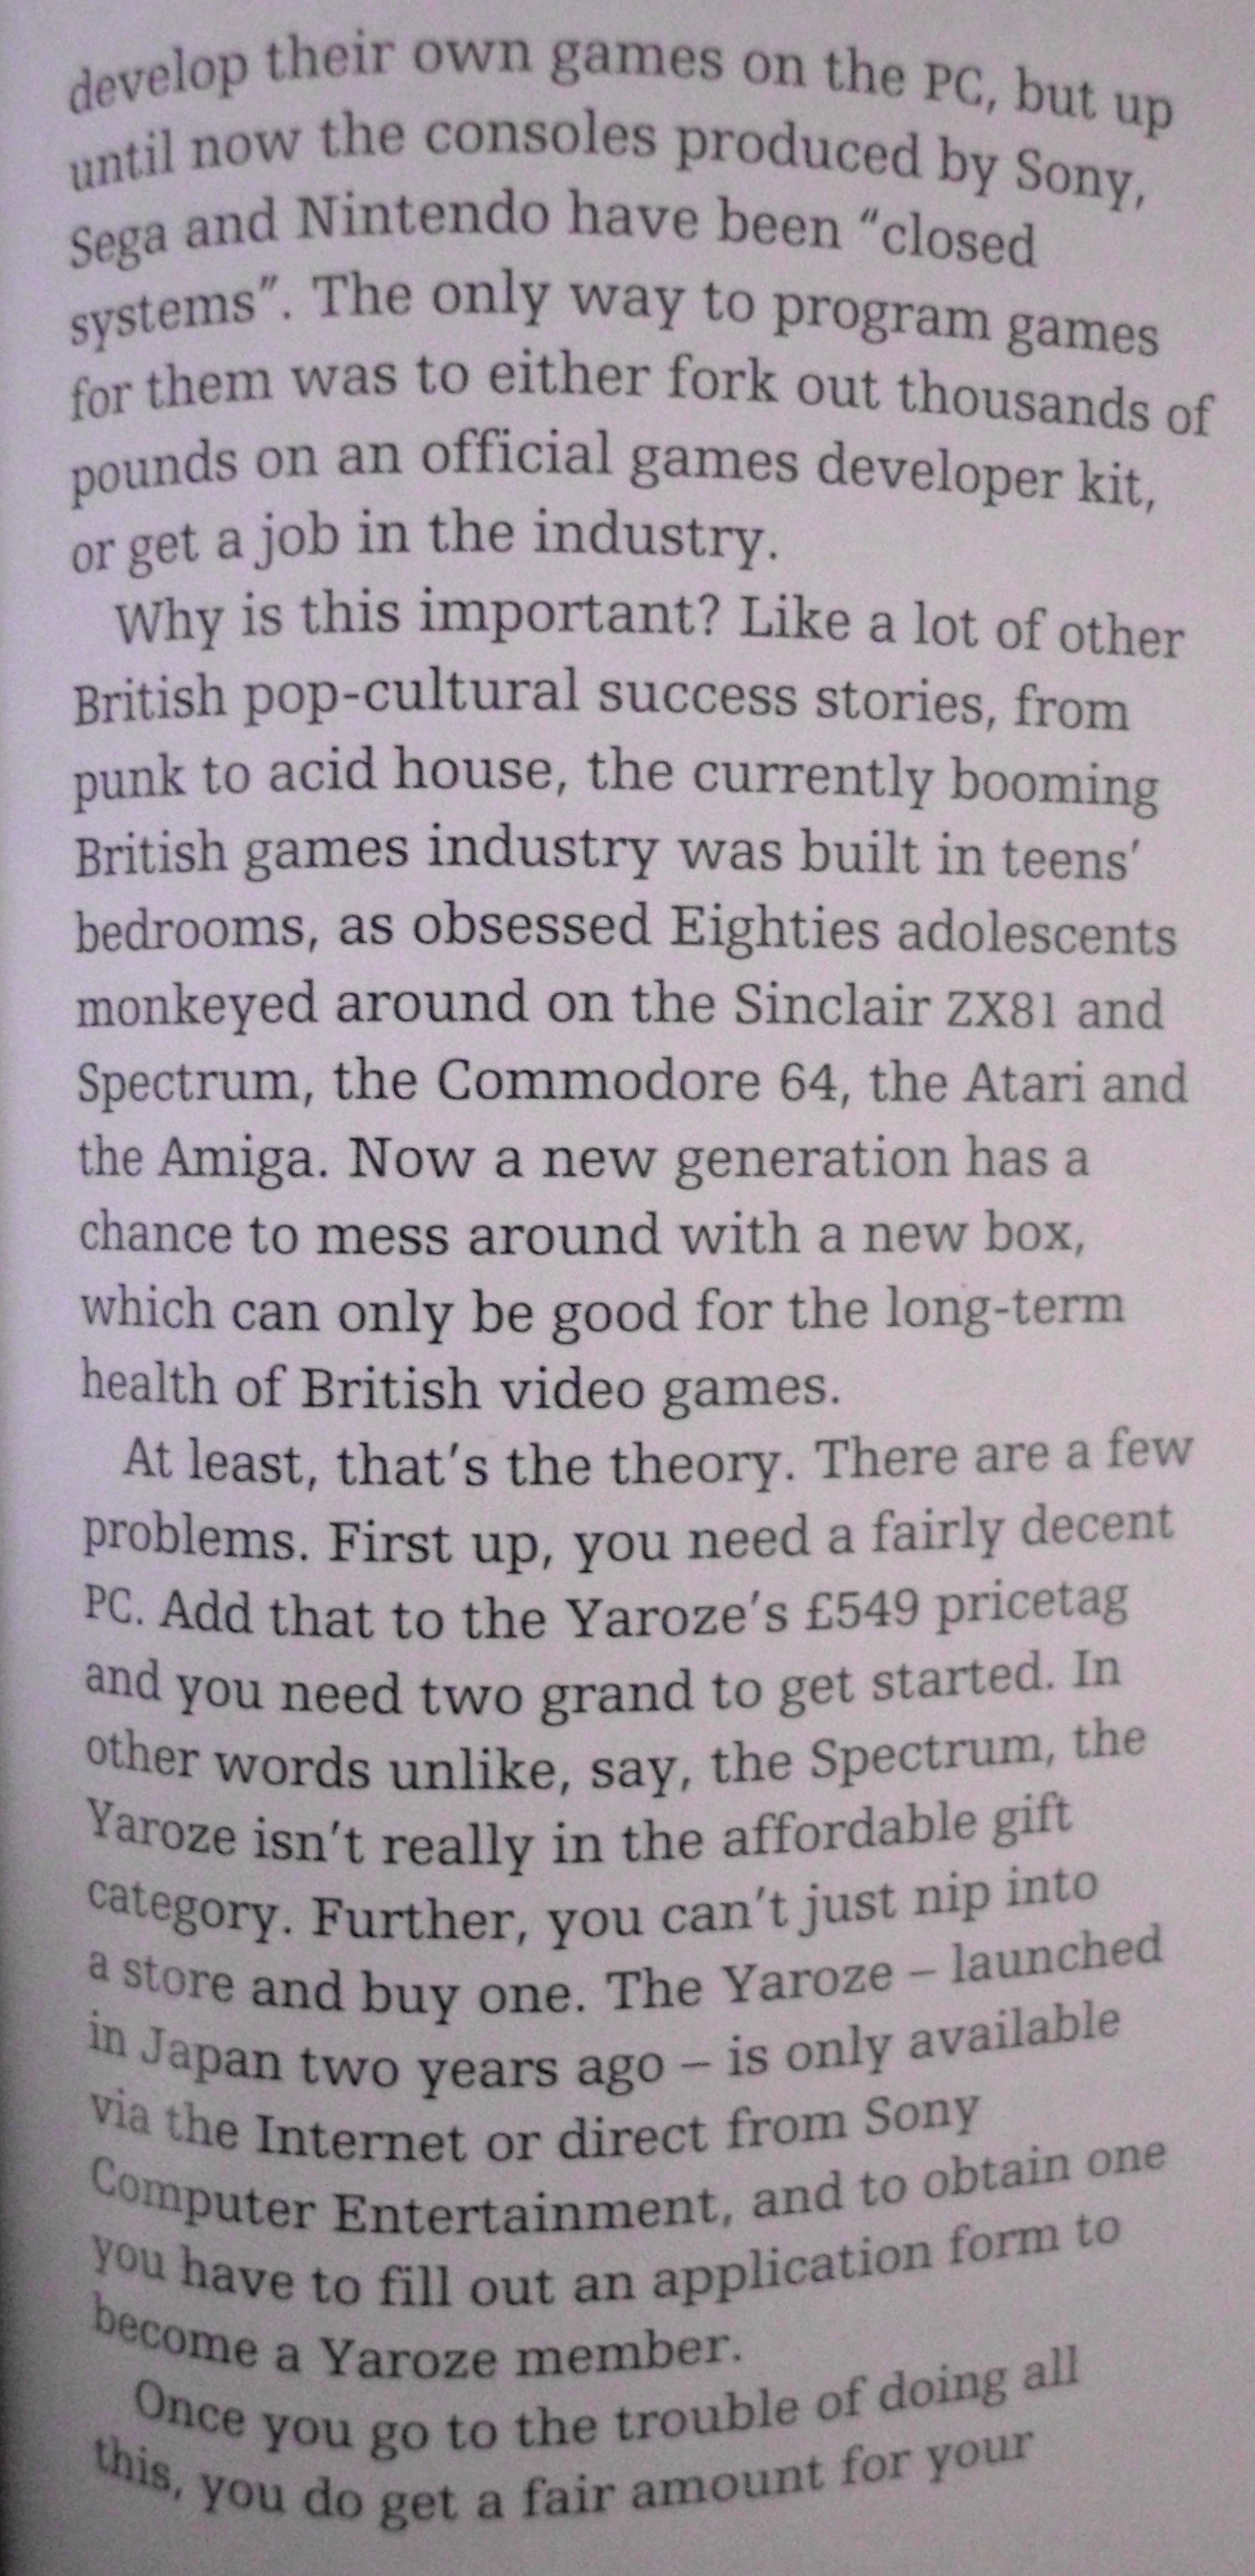 develop their own games on the PC, but up
until now the consoles produced by Sony,
Sega and Nintendo have been “closed
systems”. The only way to program games
for them was to either fork out thousands of
pounds on an official games developer kit,
or get a job in the industry.
Why is this important? Like a lot of other
British pop-cultural success stories, from
punk to acid house, the currently booming
British games industry was built in teens’
bedrooms, as obsessed Eighties adolescents
monkeyed around on the Sinclair ZX81 and
Spectrum, the Commodore 64, the Atari and
the Amiga. Now a new generation has a
chance to mess around with a new box,
which can only be good for the long-term
health of British video games.
At least, that’s the theory. There are a few
problems. First up, you need a fairly decent
PC. Add that to the Yaroze’s £549 pricetag
and you need two grand to get started. In
other words unlike, say, the Spectrum, the
Yaroze isn’t really in the affordable gift
category. Further, you can’t just nip into
a store and buy one. The Yaroze – launched
in Japan two years ago – is only available
via the Internet or direct from Sony
Computer Entertainment, and to obtain one
you have to fill out an application form to
become a Yaroze member.
Once you go to the trouble of doing all
this, you do get a fair amount for your